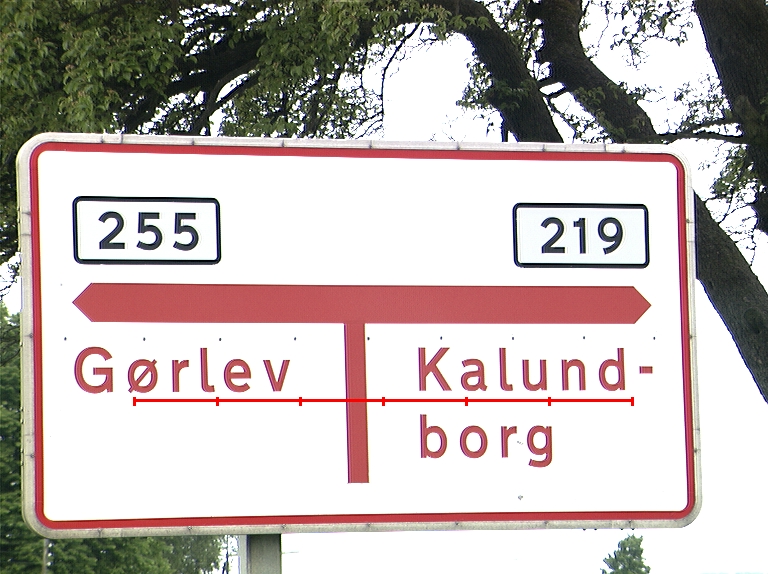 255
219
Gørlev
Kalund-
borg